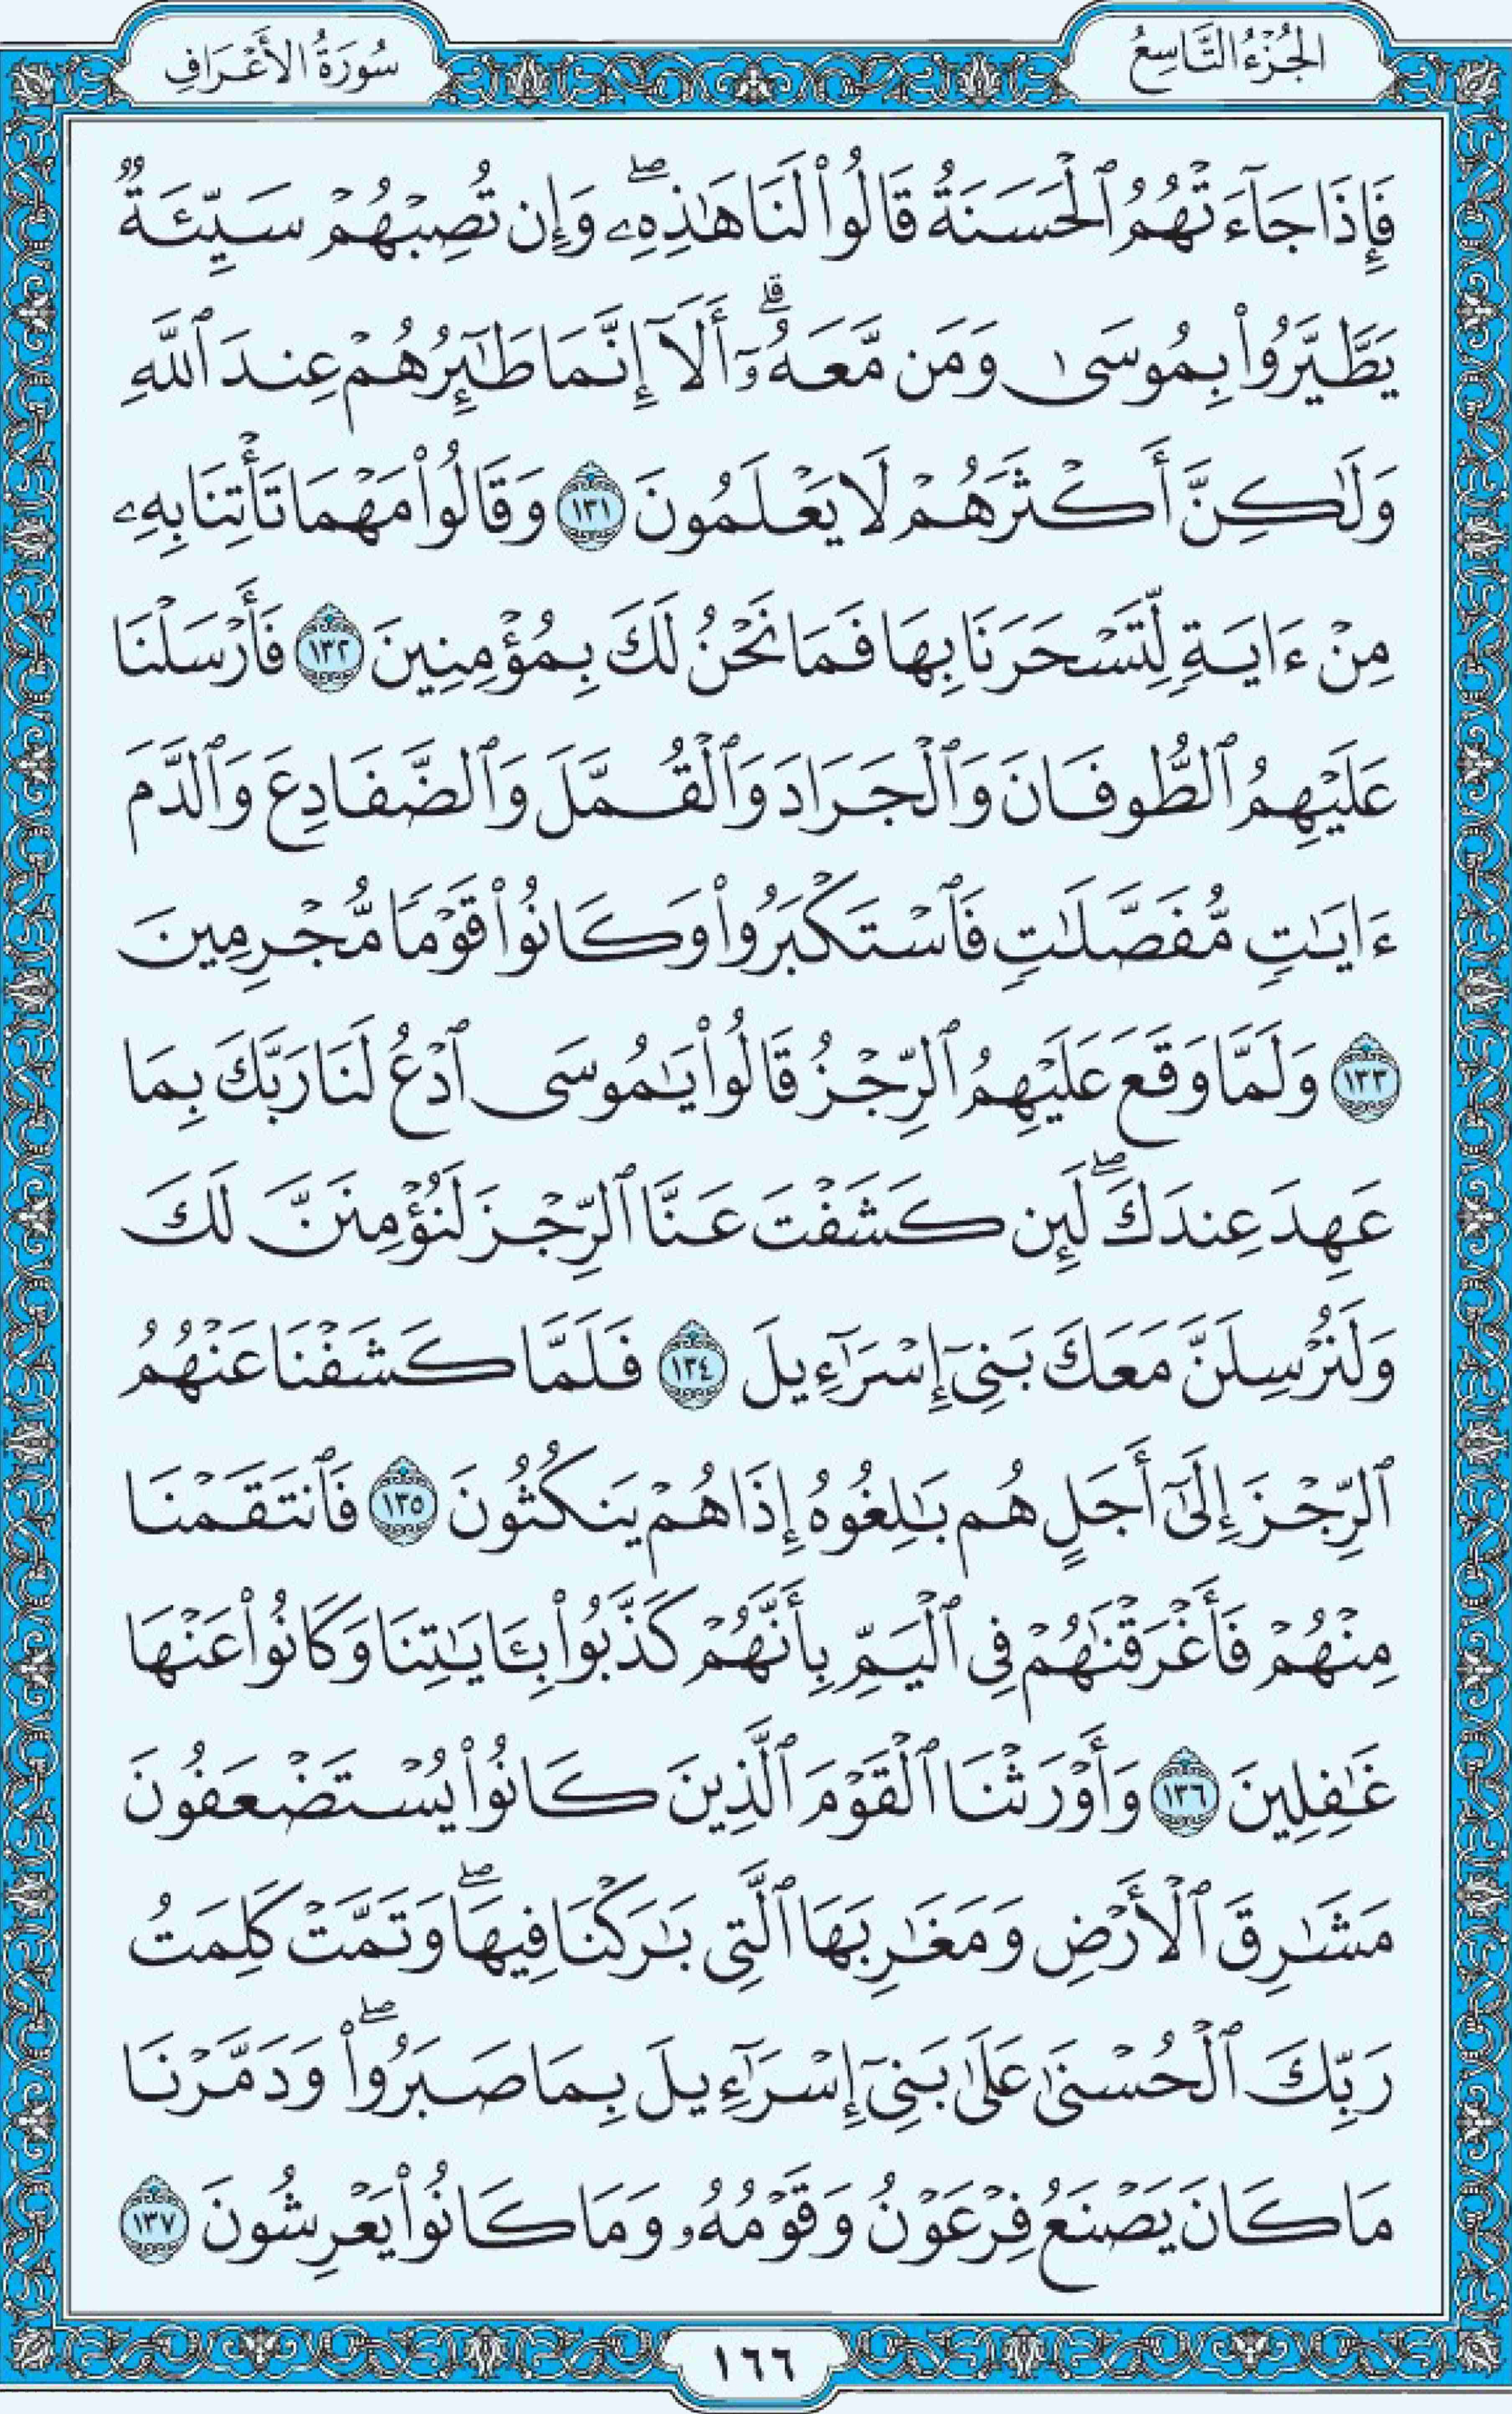 الجُزْءُ التَّاسِعُ
سُورَةُ الأَعْرَافِ
فَإِذَا جَآءَتْهُمُ ٱلْحَسَنَةُ قَالُوا۟ لَنَا هَٰذِهِۦ ۖ وَإِن تُصِبْهُمْ سَيِّئَةٌ
يَطَّيَّرُوا۟ بِمُوسَىٰ وَمَن مَّعَهُۥٓ ۗ أَلَآ إِنَّمَا طَٰٓئِرُهُمْ عِندَ ٱللَّهِ
وَلَٰكِنَّ أَكْثَرَهُمْ لَا يَعْلَمُونَ ١٣١ وَقَالُوا۟ مَهْمَا تَأْتِنَا بِهِۦ
مِنْ ءَايَةٍ لِّتَسْحَرَنَا بِهَا فَمَا نَحْنُ لَكَ بِمُؤْمِنِينَ ١٣٢ فَأَرْسَلْنَا
عَلَيْهِمُ ٱلطُّوفَانَ وَٱلْجَرَادَ وَٱلْقُمَّلَ وَٱلضَّفَادِعَ وَٱلدَّمَ
ءَايَٰتٍ مُّفَصَّلَٰتٍ فَٱسْتَكْبَرُوا۟ وَكَانُوا۟ قَوْمًا مُّجْرِمِينَ
١٣٣ وَلَمَّا وَقَعَ عَلَيْهِمُ ٱلرِّجْزُ قَالُوا۟ يَٰمُوسَى ٱدْعُ لَنَا رَبَّكَ بِمَا
عَهِدَ عِندَكَ ۖ لَئِن كَشَفْتَ عَنَّا ٱلرِّجْزَ لَنُؤْمِنَنَّ لَكَ
وَلَنُرْسِلَنَّ مَعَكَ بَنِىٓ إِسْرَٰٓءِيلَ ١٣٤ فَلَمَّا كَشَفْنَا عَنْهُمُ
ٱلرِّجْزَ إِلَىٰٓ أَجَلٍ هُم بَٰلِغُوهُ إِذَا هُمْ يَنكُثُونَ ١٣٥ فَٱنتَقَمْنَا
مِنْهُمْ فَأَغْرَقْنَٰهُمْ فِى ٱلْيَمِّ بِأَنَّهُمْ كَذَّبُوا۟ بِـَٔايَٰتِنَا وَكَانُوا۟ عَنْهَا
غَٰفِلِينَ ١٣٦ وَأَوْرَثْنَا ٱلْقَوْمَ ٱلَّذِينَ كَانُوا۟ يُسْتَضْعَفُونَ
مَشَٰرِقَ ٱلْأَرْضِ وَمَغَٰرِبَهَا ٱلَّتِى بَٰرَكْنَا فِيهَا ۖ وَتَمَّتْ كَلِمَتُ
رَبِّكَ ٱلْحُسْنَىٰ عَلَىٰ بَنِىٓ إِسْرَٰٓءِيلَ بِمَا صَبَرُوا۟ ۖ وَدَمَّرْنَا
مَا كَانَ يَصْنَعُ فِرْعَوْنُ وَقَوْمُهُۥ وَمَا كَانُوا۟ يَعْرِشُونَ ١٣٧
١٦٦